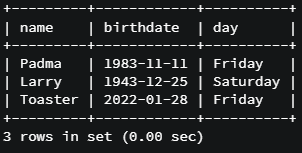 +----------+------------+----------+
| name     | birthdate  | day      |
+----------+------------+----------+
| Padma    | 1983-11-11 | Friday   |
| Larry    | 1943-12-25 | Saturday |
| Toaster  | 2022-01-28 | Friday   |
+----------+------------+----------+
3 rows in set (0.00 sec)